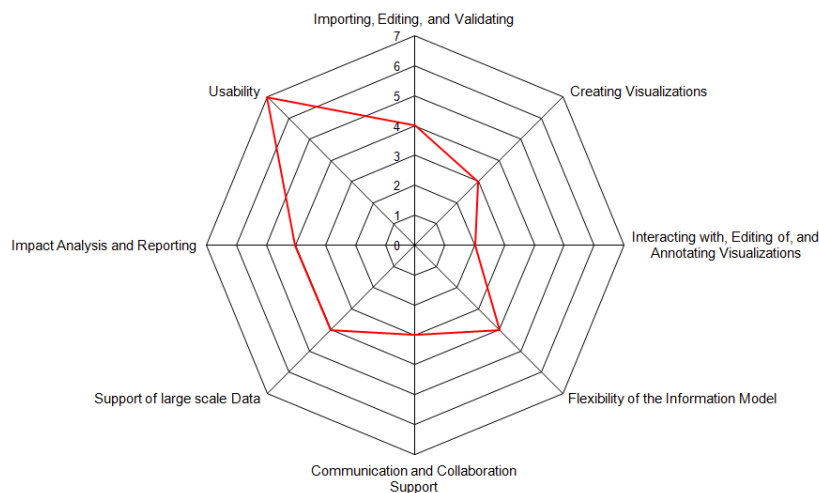 Importing, Editing, and Validating
7
6
5
4
3
2
1
0
Usability
Creating Visualizations
Impact Analysis and Reporting
Interacting with, Editing of, and
Annotating Visualizations
Support of large scale Data
Flexibility of the Information Model
Communication and Collaboration
Support